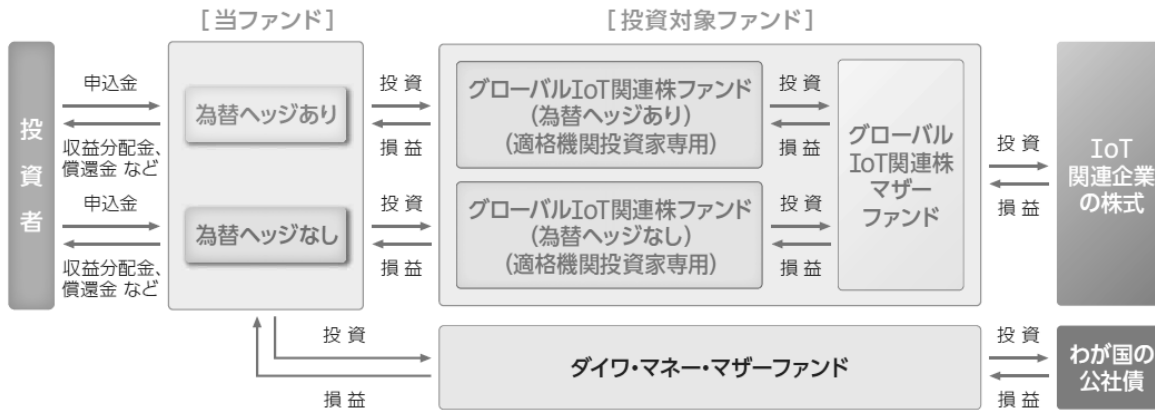 [当ファンド]
[投資対象ファンド]
投資者
申込金
収益分配金、
償還金 など
申込金
収益分配金、
償還金 など
為替ヘッジあり
為替ヘッジなし
投 資
損 益
投 資
損 益
グローバルIoT関連株ファンド
(為替ヘッジあり)
(適格機関投資家専用)
グローバルIoT関連株ファンド
(為替ヘッジなし)
(適格機関投資家専用)
投 資
損 益
投 資
損 益
グローバル
IoT関連株
マザー
ファンド
投 資
損 益
IoT
関連企業
の株式
投 資
損 益
ダイワ・マネー・マザーファンド
投 資
損 益
わが国の
公社債